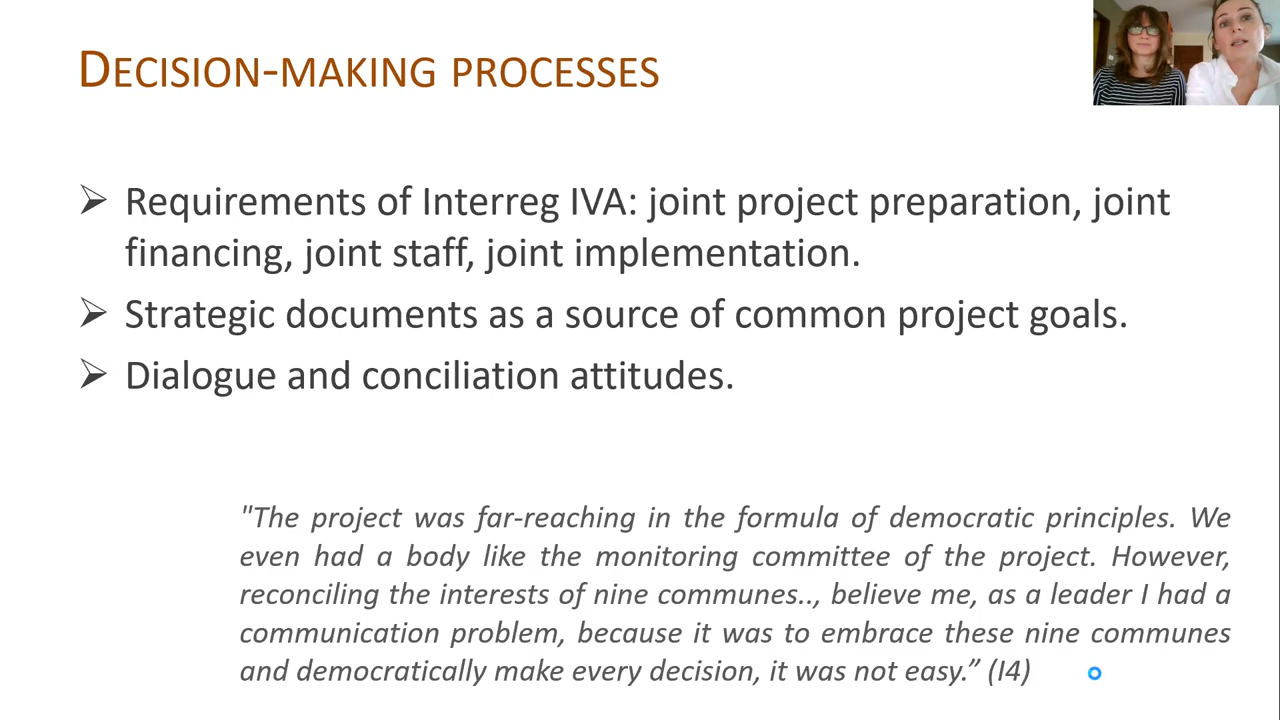 DECISION-MAKING PROCESSES
Requirements of Interreg IVA: joint project preparation, joint
financing, joint staff, joint implementation.
Strategic documents as a source of common project goals.
Dialogue and conciliation attitudes.
"The project was far-reaching in the formula of democratic principles. We
even had a body like the monitoring committee of the project. However,
reconciling the interests of nine communes.., believe me, as a leader I had a
communication problem, because it was to embrace these nine communes
and democratically make every decision, it was not easy.” (I4)